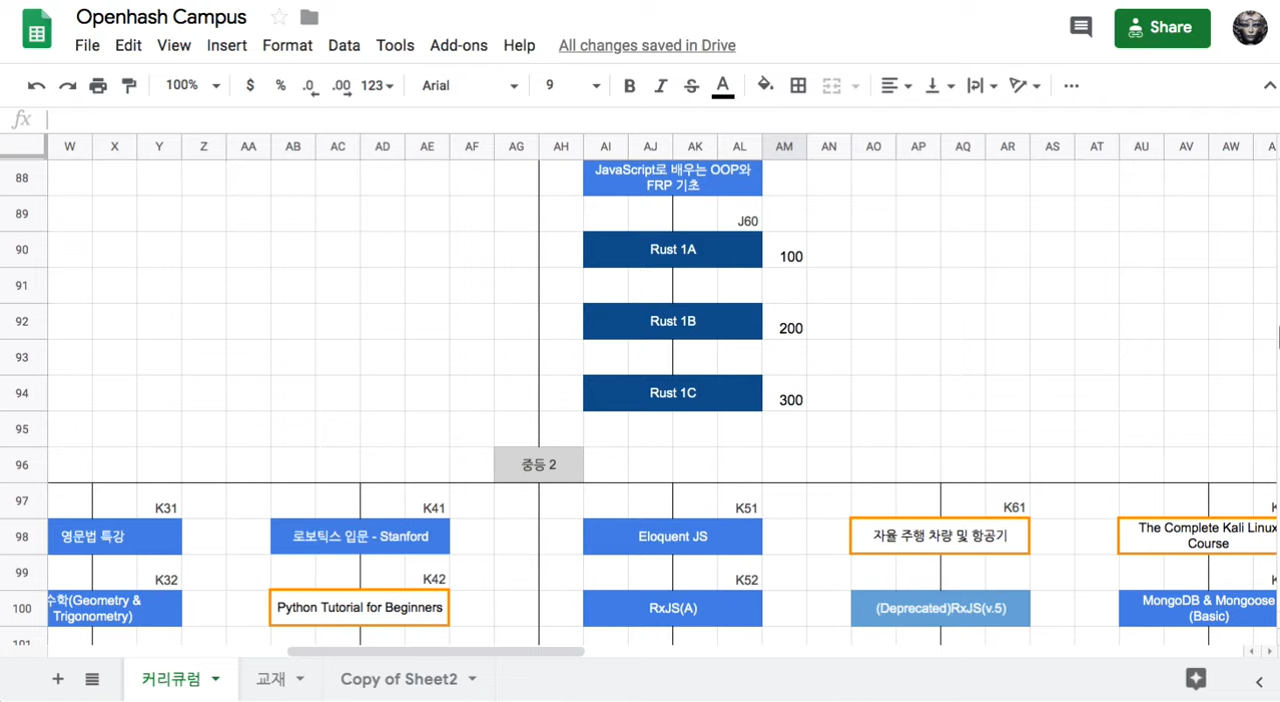 Openhash Campus
File Edit View Insert Format Data Tools Add-ons Help All changes saved in Drive
Share
100% $ % .0 .00 123 Arial 9 B I S A
fx
W X Y Z AA AB AC AD AE AF AG AH AI AJ AK AL AM AN AO AP AQ AR AS AT AU AV AW
88
JavaScript로 배우는 OOP와
FRP 기초
89
J60
90
Rust 1A
100
91
92
Rust 1B
200
93
94
Rust 1C
300
95
96
중등 2
97 K31 K41 K51 K61
98
영문법 특강
로보틱스 입문 - Stanford
Eloquent JS
자율 주행 차량 및 항공기
The Complete Kali Linux
Course
99 K32 K42 K52
100
수학(Geometry &
Trigonometry)
Python Tutorial for Beginners
RxJS(A)
(Deprecated)RxJS(v.5)
MongoDB & Mongoose
(Basic)
101
커리큘럼 교재 Copy of Sheet2